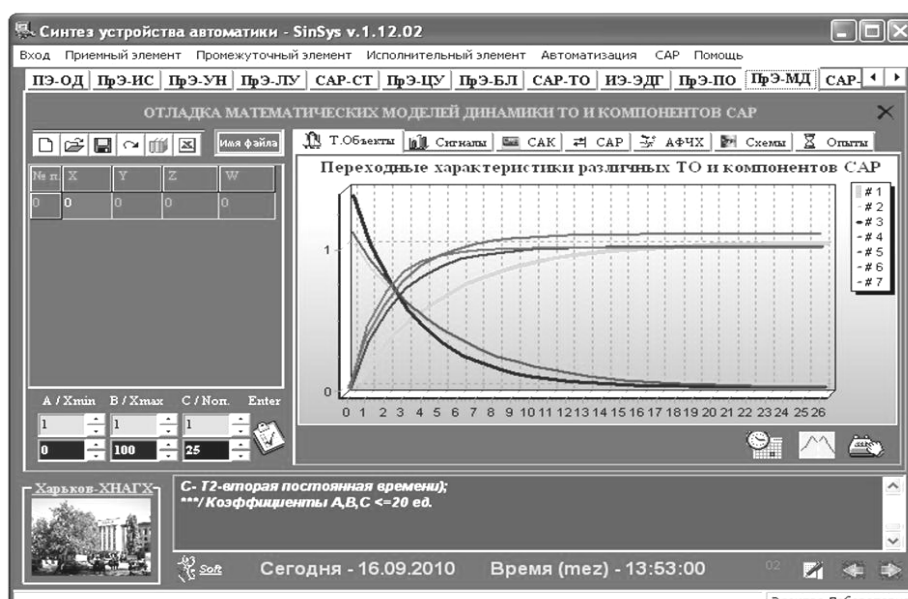 Синтез устройства автоматики - SinSys v.1.12.02
Вход Приемный элемент Промежуточный элемент Исполнительный элемент Автоматизация САР Помощь
ПЭ-ОД ПрЭ-ИС ПрЭ-УН ПрЭ-ЛУ САР-СТ ПрЭ-ЦУ ПрЭ-БЛ САР-ТО ИЭ-ЭДГ ПрЭ-ПО ПрЭ-МД САР-
ОТЛАДКА МАТЕМАТИЧЕСКИХ МОДЕЛЕЙ ДИНАМИКИ ТО И КОМПОНЕНТОВ САР
Имя файла
Т.Объекты Сигналы САК САР АФЧХ Схемы Опыты
№ п. X Y Z W
0 0 0 0 0
Переходные характеристики различных ТО и компонентов САР
# 1
# 2
# 3
# 4
# 5
# 6
# 7
1
0
0 1 2 3 4 5 6 7 8 9 10 11 12 13 14 15 16 17 18 19 20 21 22 23 24 25 26
A / Xmin B / Xmax C / Nоп. Enter
1 1 1
0 100 25
Харьков-ХНАГХ
С- Т2-вторая постоянная времени);
***/ Коэффициенты А,В,С <=20 ед.
Soft
Сегодня - 16.09.2010 Время (mez) - 13:53:00 02